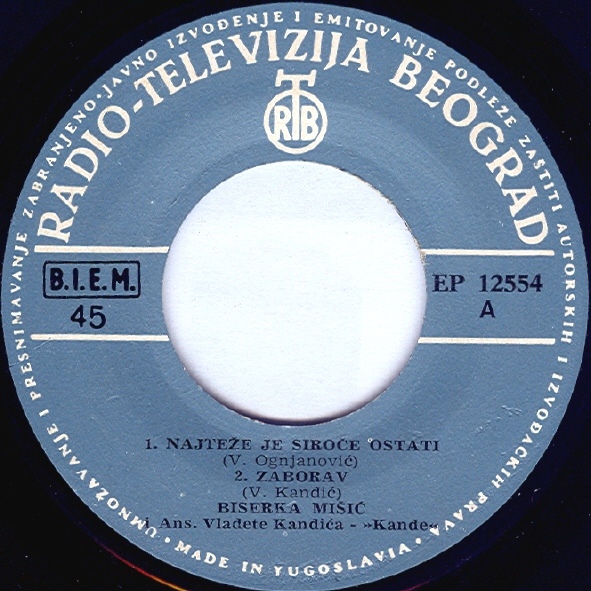 UMNOŽAVANJE I PRESNIMAVANJE ZABRANJENO · JAVNO IZVOĐENJE I EMITOVANJE PODLEŽE ZAŠTITI AUTORSKIH I IZVOĐAČKIH PRAVA
RADIO-TELEVIZIJA BEOGRAD
RTB
B.I.E.M.
45
EP 12554
A
1. NAJTEŽE JE SIROČE OSTATI
(V. Ognjanović)
2. ZABORAV
(V. Kandić)
BISERKA MIŠIĆ
i Ans. Vlađete Kandića - »Kande«
· MADE IN YUGOSLAVIA ·